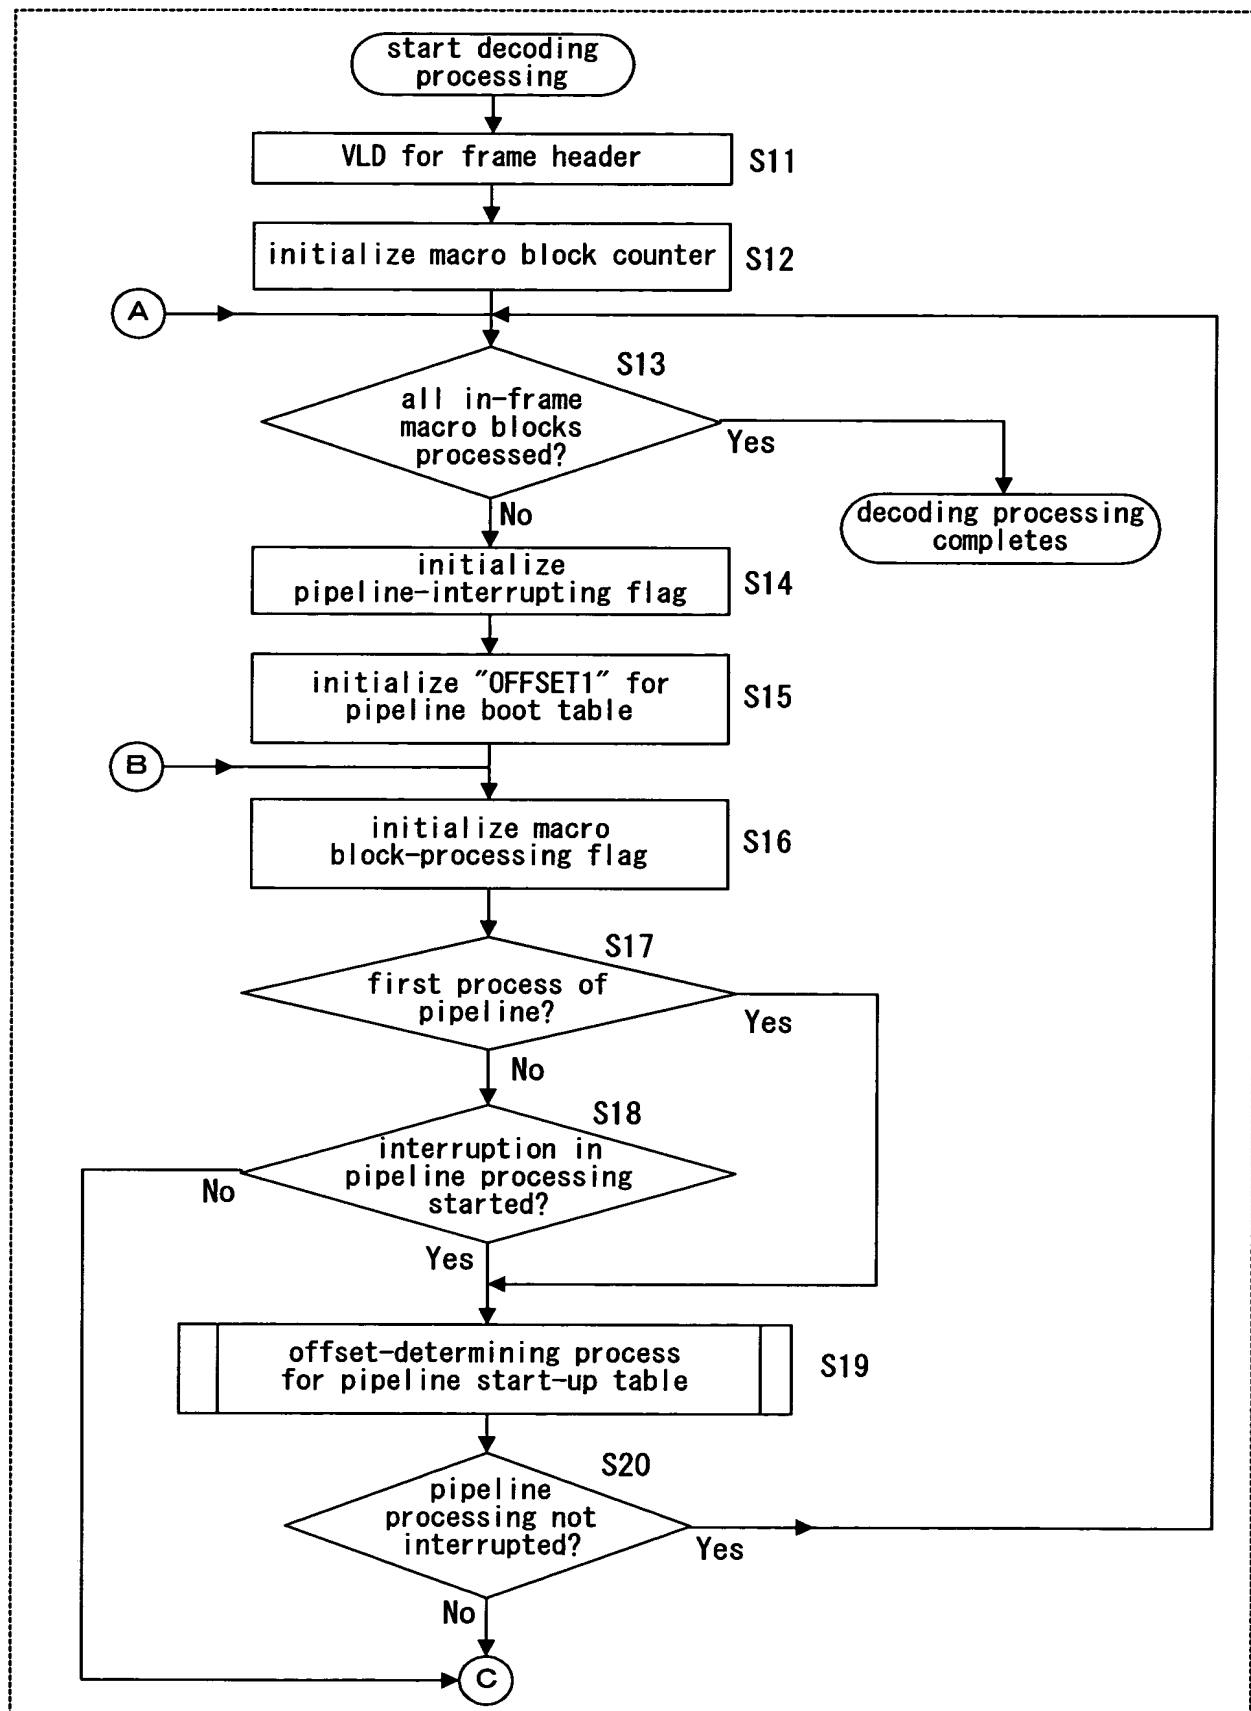 start decoding
processing
VLD for frame header
S11
initialize macro block counter
S12
A
S13
all in-frame
macro blocks
processed?
Yes
No
decoding processing
completes
initialize
pipeline-interrupting flag
S14
initialize "OFFSET1" for
pipeline boot table
S15
B
initialize macro
block-processing flag
S16
S17
first process of
pipeline?
Yes
No
S18
interruption in
pipeline processing
started?
No
Yes
offset-determining process
for pipeline start-up table
S19
S20
pipeline
processing not
interrupted?
Yes
No
C